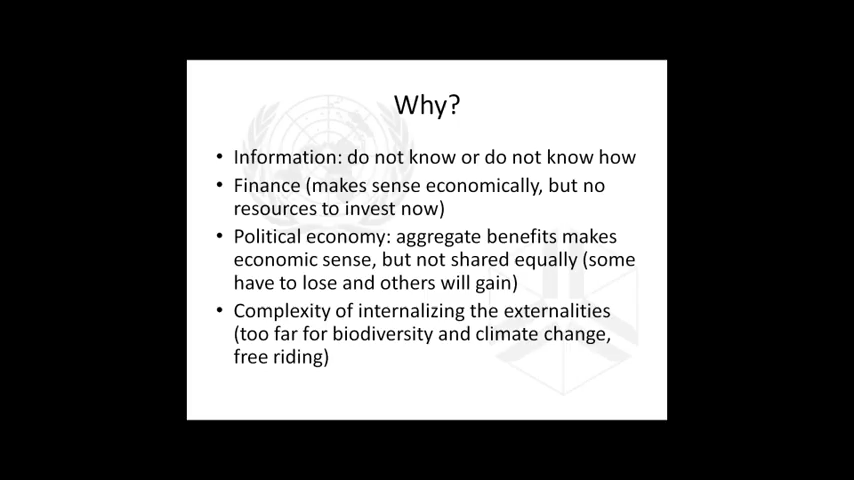 Why?
• Information: do not know or do not know how
• Finance (makes sense economically, but no
resources to invest now)
• Political economy: aggregate benefits makes
economic sense, but not shared equally (some
have to lose and others will gain)
• Complexity of internalizing the externalities
(too far for biodiversity and climate change,
free riding)